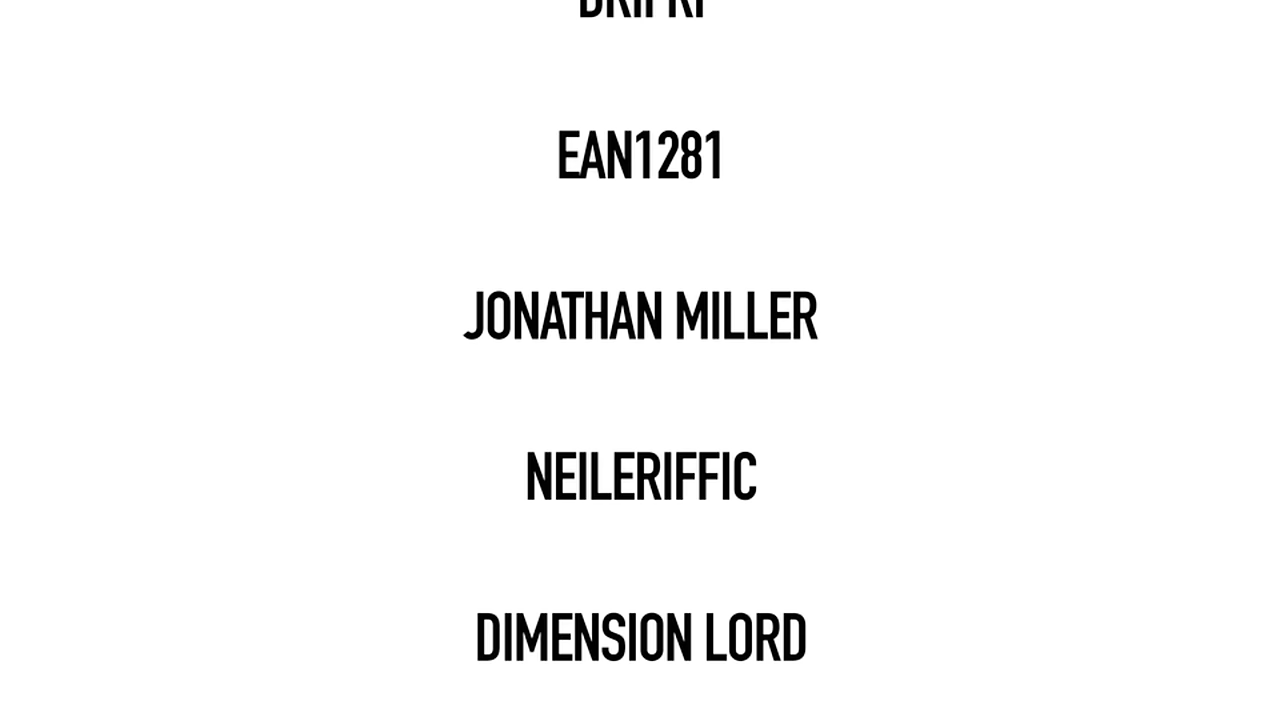 EAN1281
JONATHAN MILLER
NEILERIFFIC
DIMENSION LORD